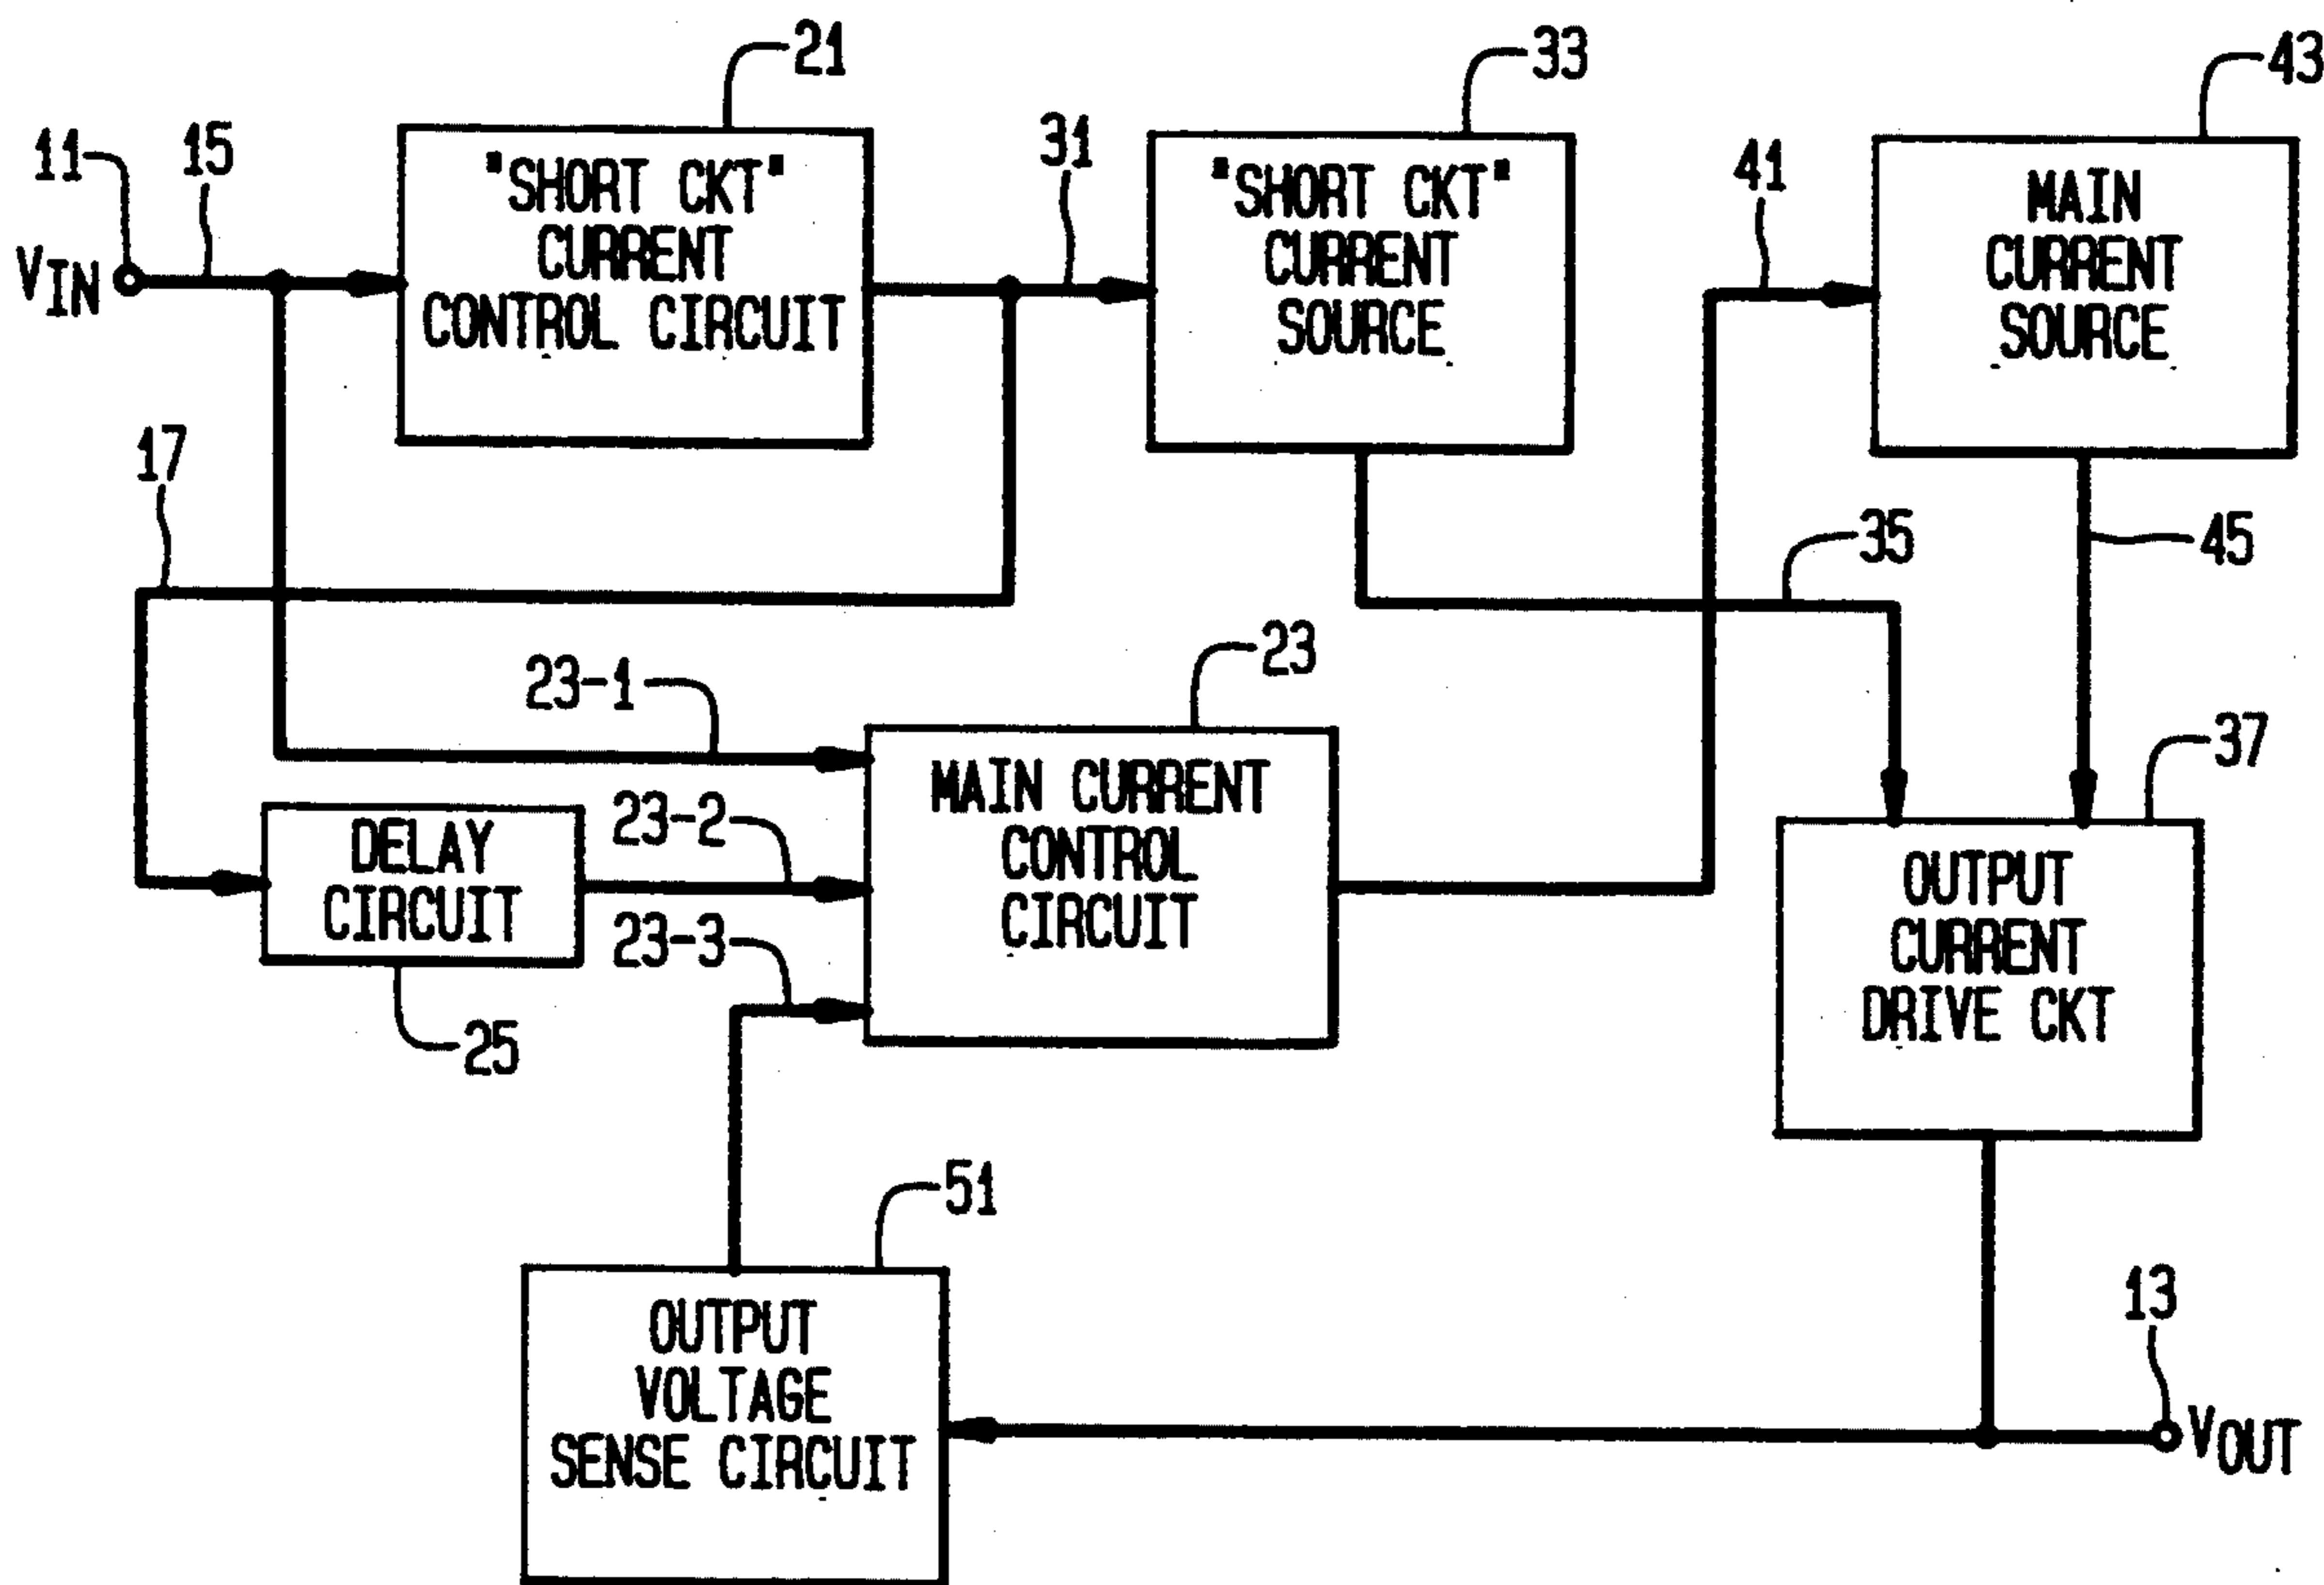 21
33
43
11
15
31
41
"SHORT CKT"
CURRENT
CONTROL CIRCUIT
"SHORT CKT"
CURRENT
SOURCE
MAIN
CURRENT
SOURCE
VIN
17
35
45
23-1
23
37
23-2
23-3
DELAY
CIRCUIT
MAIN CURRENT
CONTROL
CIRCUIT
OUTPUT
CURRENT
DRIVE CKT
25
51
13
OUTPUT
VOLTAGE
SENSE CIRCUIT
VOUT